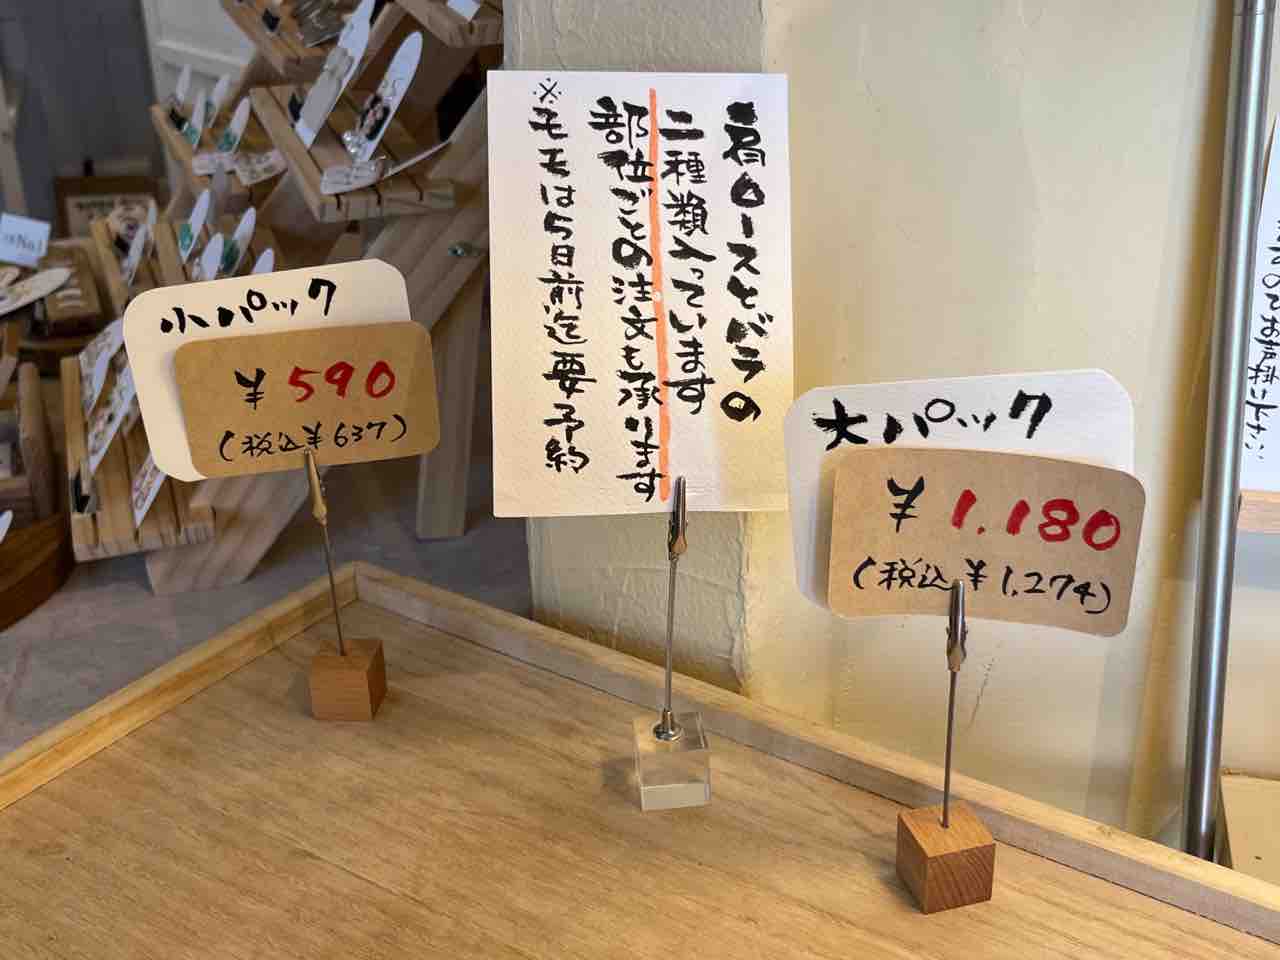 小パック
¥590
(税込¥637)
肩ロースとバラの
二種類入っています
部位ごとの注文も承ります
※モモは5日前迄要予約
大パック
¥1,180
(税込¥1,274)